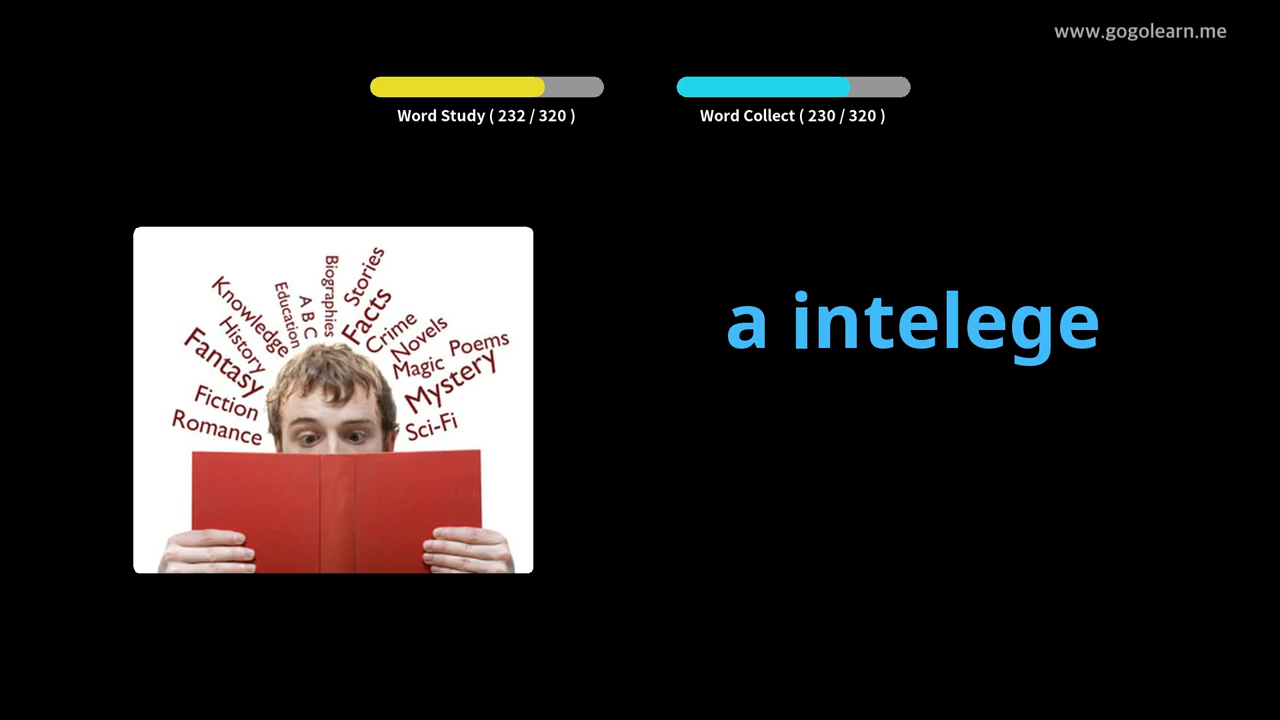 www.gogolearn.me
Word Study ( 232 / 320 )
Word Collect ( 230 / 320 )
a intelege
Knowledge
History
Fantasy
Fiction
Romance
Education
A B C
Biographies
Stories
Facts
Crime
Novels
Magic
Poems
Mystery
Sci-Fi